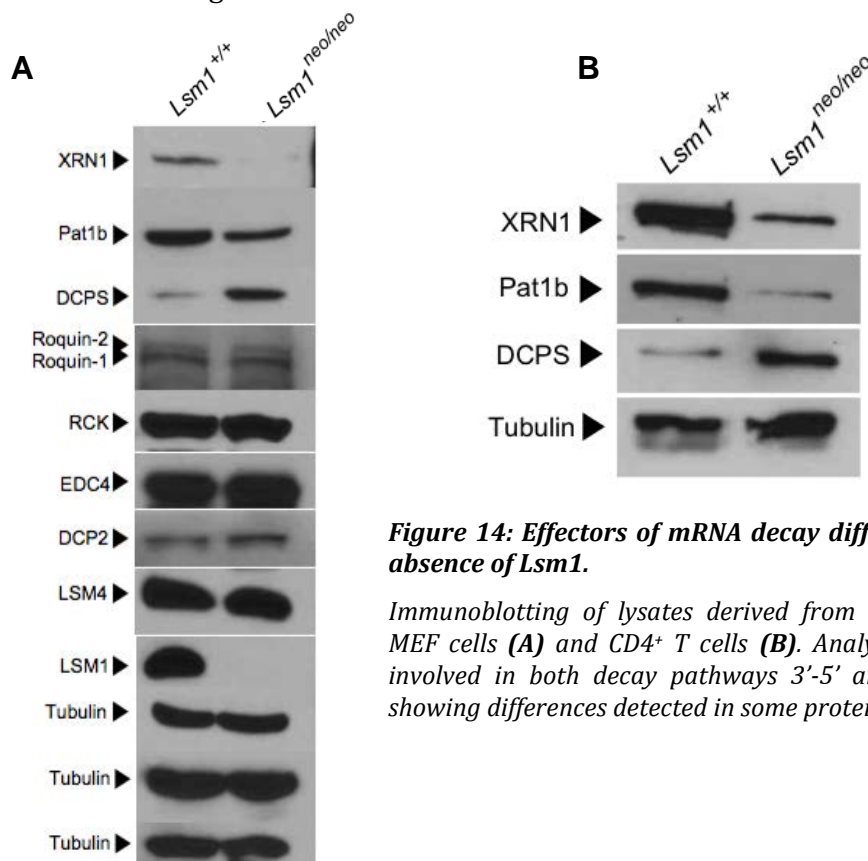 A
Lsm1+/+
Lsm1neo/neo
XRN1
Pat1b
DCPS
Roquin-2
Roquin-1
RCK
EDC4
DCP2
LSM4
LSM1
Tubulin
Tubulin
Tubulin
B
Lsm1+/+
Lsm1neo/neo
XRN1
Pat1b
DCPS
Tubulin
Figure 14: Effectors of mRNA decay diff
absence of Lsm1.
Immunoblotting of lysates derived from
MEF cells (A) and CD4+ T cells (B). Analy
involved in both decay pathways 3'-5' a
showing differences detected in some protein